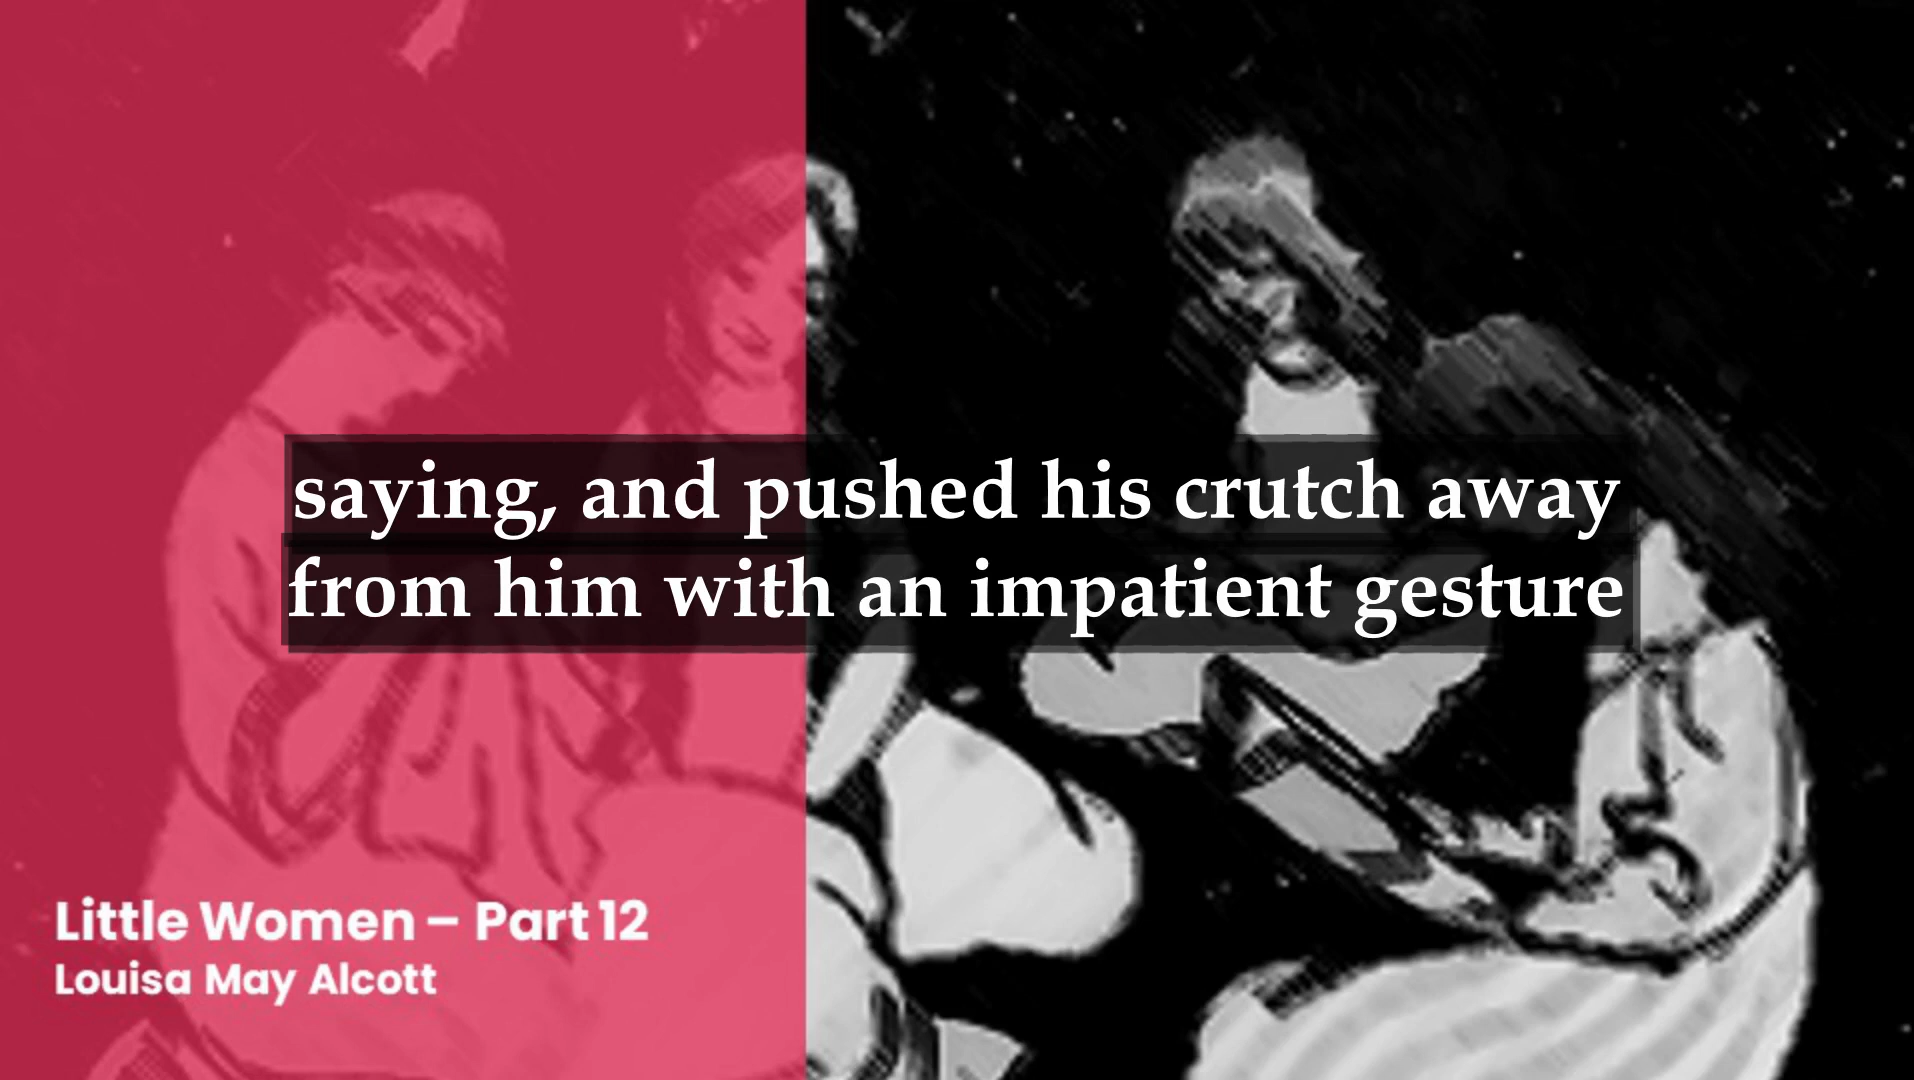 saying, and pushed his crutch away
from him with an impatient gesture
Little Women – Part 12
Louisa May Alcott